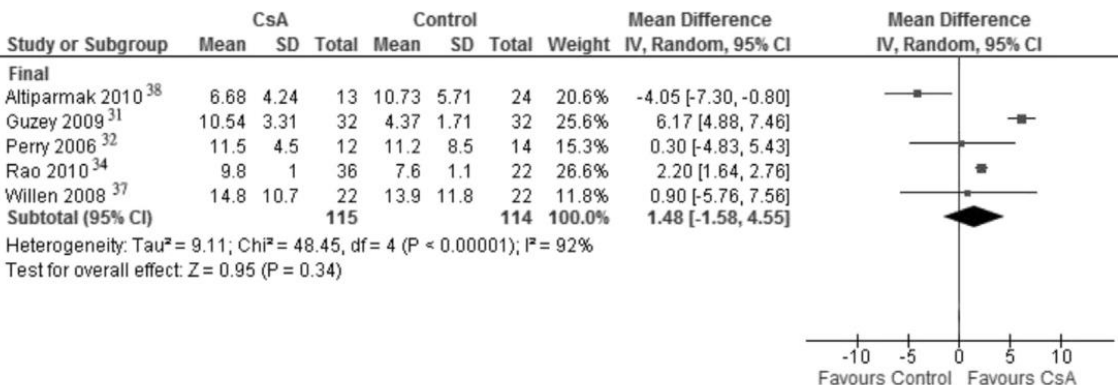 CsA Control Mean Difference Mean Difference
Study or Subgroup Mean SD Total Mean SD Total Weight IV, Random, 95% CI IV, Random, 95% CI
Final
Altiparmak 2010 38 6.68 4.24 13 10.73 5.71 24 20.6% -4.05 [-7.30, -0.80]
Guzey 2009 31 10.54 3.31 32 4.37 1.71 32 25.6% 6.17 [4.88, 7.46]
Perry 2006 32 11.5 4.5 12 11.2 8.5 14 15.3% 0.30 [-4.83, 5.43]
Rao 2010 34 9.8 1 36 7.6 1.1 22 26.6% 2.20 [1.64, 2.76]
Willen 2008 37 14.8 10.7 22 13.9 11.8 22 11.8% 0.90 [-5.76, 7.56]
Subtotal (95% CI) 115 114 100.0% 1.48 [-1.58, 4.55]
Heterogeneity: Tau² = 9.11; Chi² = 48.45, df = 4 (P < 0.00001); I² = 92%
Test for overall effect: Z = 0.95 (P = 0.34)
-10 -5 0 5 10
Favours Control Favours CsA